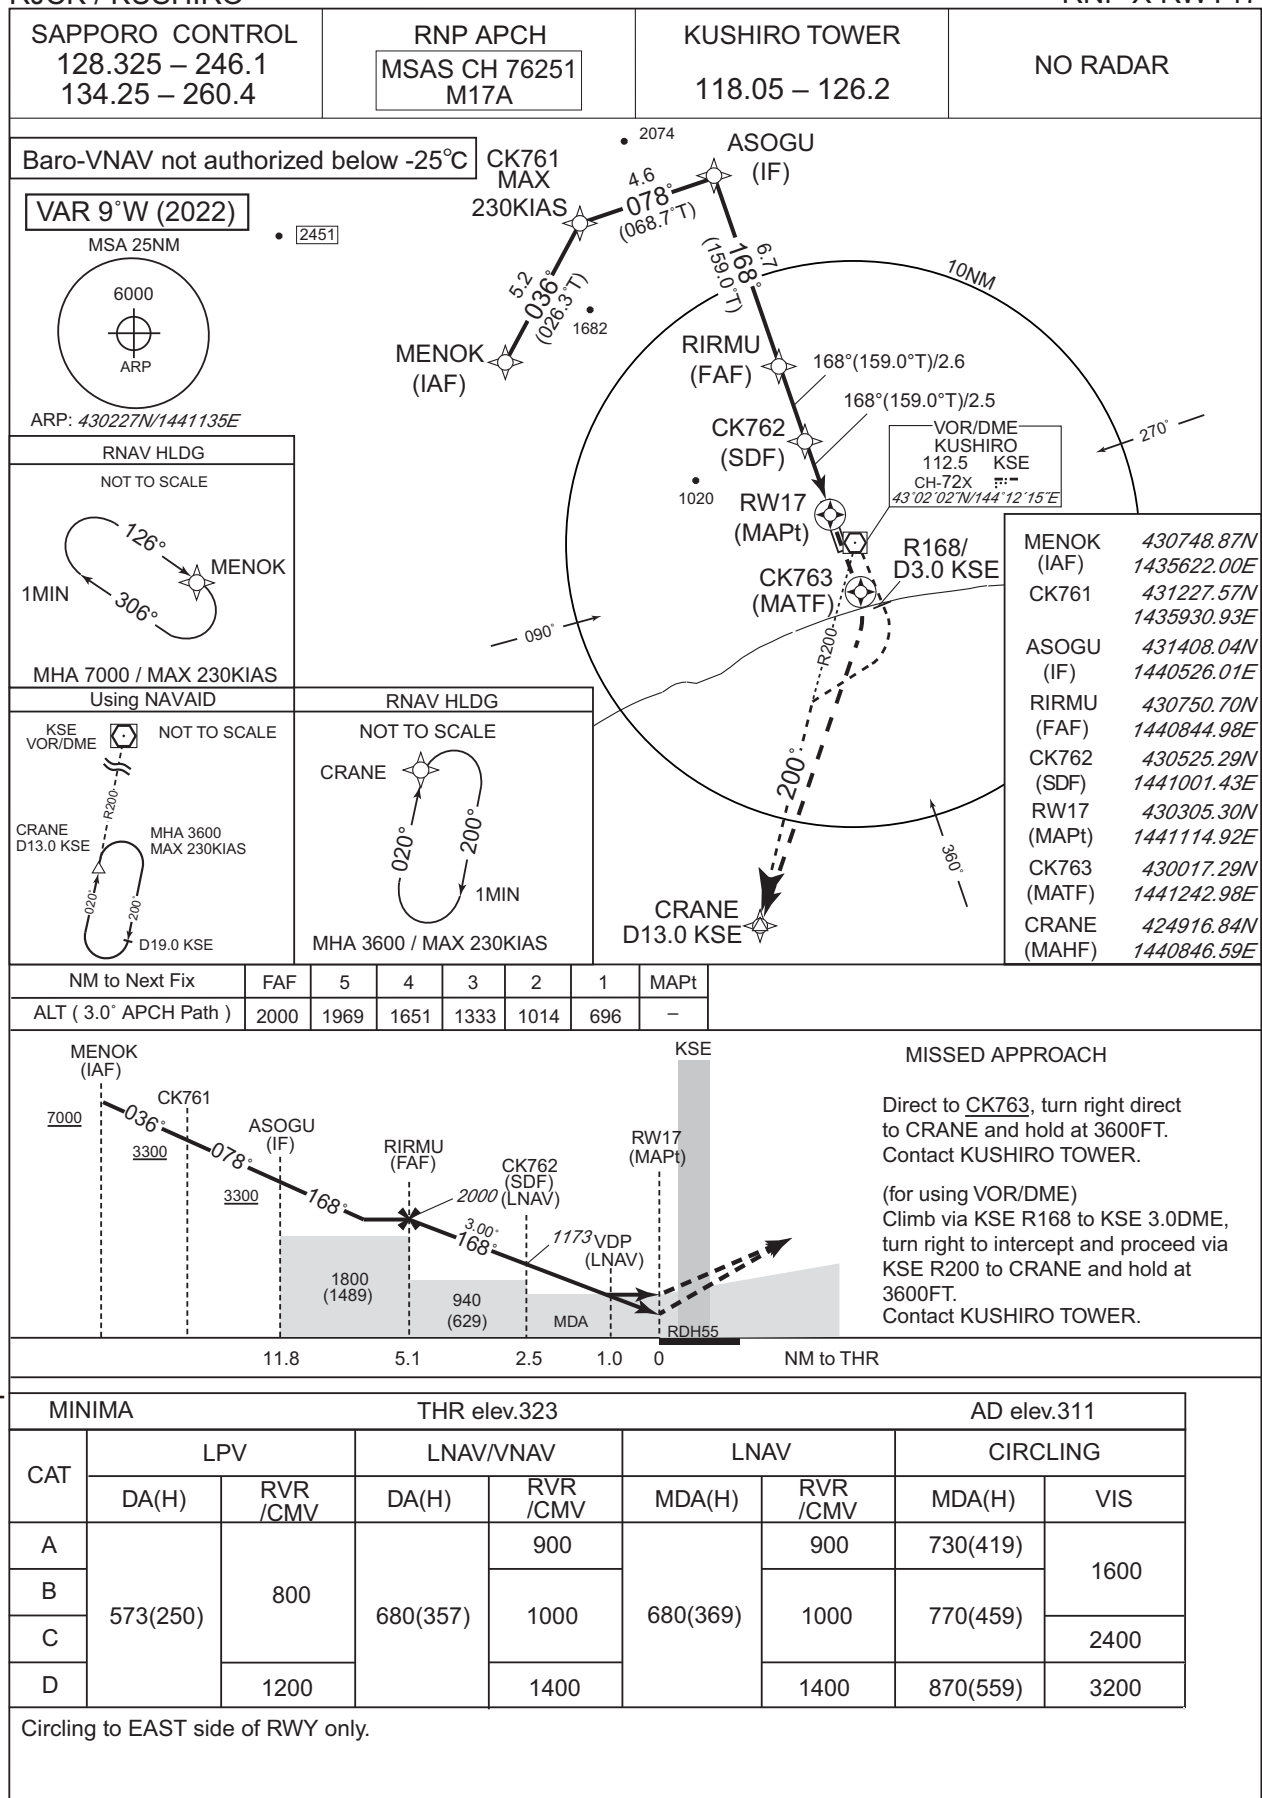 SAPPORO CONTROL
128.325 – 246.1
134.25 – 260.4
RNP APCH
MSAS CH 76251
M17A
KUSHIRO TOWER
118.05 – 126.2
NO RADAR
Baro-VNAV not authorized below -25°C
VAR 9°W (2022)
MSA 25NM
6000
ARP
ARP: 430227N/1441135E
2451
2074
1682
1020
CK761
MAX
230KIAS
ASOGU
(IF)
4.6
078°
(068.7°T)
5.2
036°
(026.3°T)
MENOK
(IAF)
6.7
168°
(159.0°T)
10NM
RIRMU
(FAF)
168°(159.0°T)/2.6
168°(159.0°T)/2.5
CK762
(SDF)
VOR/DME
KUSHIRO
112.5 KSE
CH-72X
43°02'02"N/144°12'15"E
270°
RW17
(MAPt)
R168/
D3.0 KSE
CK763
(MATF)
090°
R200
200°
360°
CRANE
D13.0 KSE
RNAV HLDG
NOT TO SCALE
126°
MENOK
1MIN
306°
MHA 7000 / MAX 230KIAS
Using NAVAID
KSE
VOR/DME
NOT TO SCALE
R200
CRANE
D13.0 KSE
MHA 3600
MAX 230KIAS
020°
200°
D19.0 KSE
RNAV HLDG
NOT TO SCALE
CRANE
020°
200°
1MIN
MHA 3600 / MAX 230KIAS
MENOK 430748.87N
(IAF) 1435622.00E
CK761 431227.57N
1435930.93E
ASOGU 431408.04N
(IF) 1440526.01E
RIRMU 430750.70N
(FAF) 1440844.98E
CK762 430525.29N
(SDF) 1441001.43E
RW17 430305.30N
(MAPt) 1441114.92E
CK763 430017.29N
(MATF) 1441242.98E
CRANE 424916.84N
(MAHF) 1440846.59E
NM to Next Fix FAF 5 4 3 2 1 MAPt
ALT ( 3.0° APCH Path ) 2000 1969 1651 1333 1014 696 –
MENOK
(IAF)
7000
036°
CK761
3300
078°
ASOGU
(IF)
3300
168°
RIRMU
(FAF)
2000
CK762
(SDF)
(LNAV)
3.00°
168°
1173
VDP
(LNAV)
RW17
(MAPt)
KSE
1800
(1489)
940
(629)
MDA
RDH55
11.8 5.1 2.5 1.0 0 NM to THR
MISSED APPROACH
Direct to CK763, turn right direct
to CRANE and hold at 3600FT.
Contact KUSHIRO TOWER.
(for using VOR/DME)
Climb via KSE R168 to KSE 3.0DME,
turn right to intercept and proceed via
KSE R200 to CRANE and hold at
3600FT.
Contact KUSHIRO TOWER.
MINIMA THR elev.323 AD elev.311
CAT LPV LNAV/VNAV LNAV CIRCLING
DA(H) RVR /CMV DA(H) RVR /CMV MDA(H) RVR /CMV MDA(H) VIS
A 573(250) 800 680(357) 900 680(369) 900 730(419) 1600
B 1000 1000 770(459)
C 2400
D 1200 1400 1400 870(559) 3200
Circling to EAST side of RWY only.